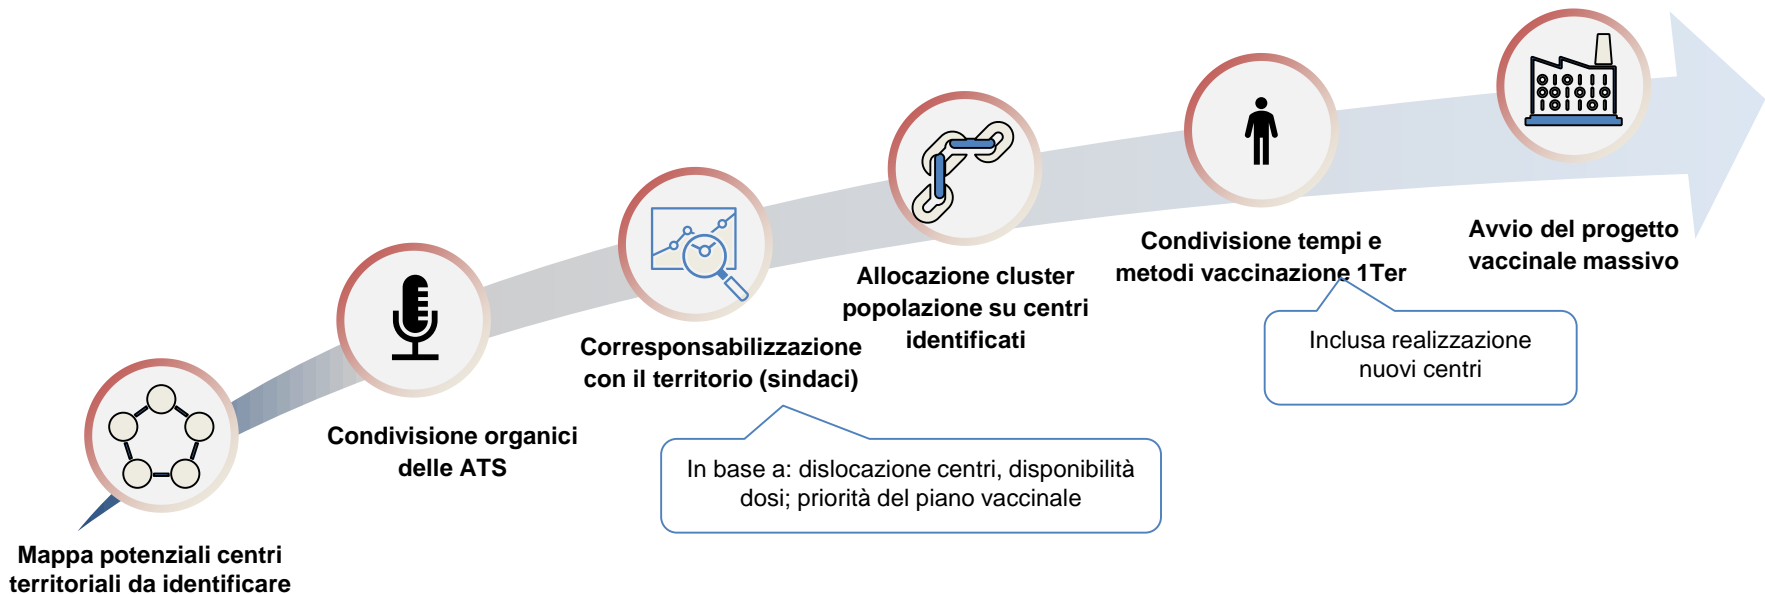 Mappa potenziali centri
territoriali da identificare
Condivisione organici
delle ATS
Corresponsabilizzazione
con il territorio (sindaci)
In base a: dislocazione centri, disponibilità
dosi; priorità del piano vaccinale
Allocazione cluster
popolazione su centri
identificati
Condivisione tempi e
metodi vaccinazione 1Ter
Inclusa realizzazione
nuovi centri
Avvio del progetto
vaccinale massivo